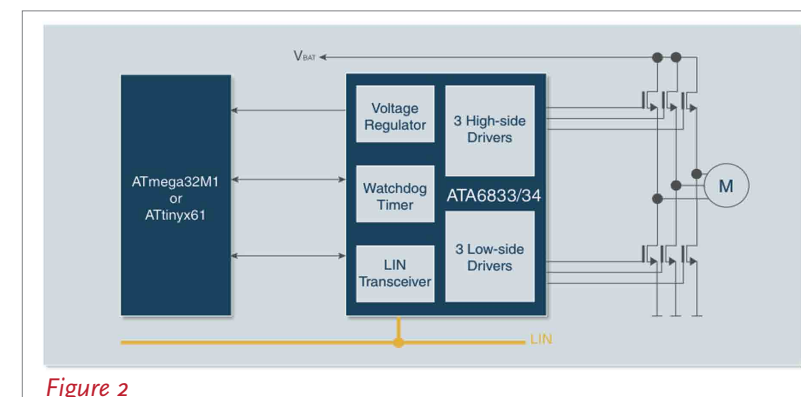 VBAT
ATmega32M1
or
ATtinyx61
Voltage
Regulator
Watchdog
Timer
LIN
Transceiver
3 High-side
Drivers
ATA6833/34
3 Low-side
Drivers
M
LIN
Figure 2